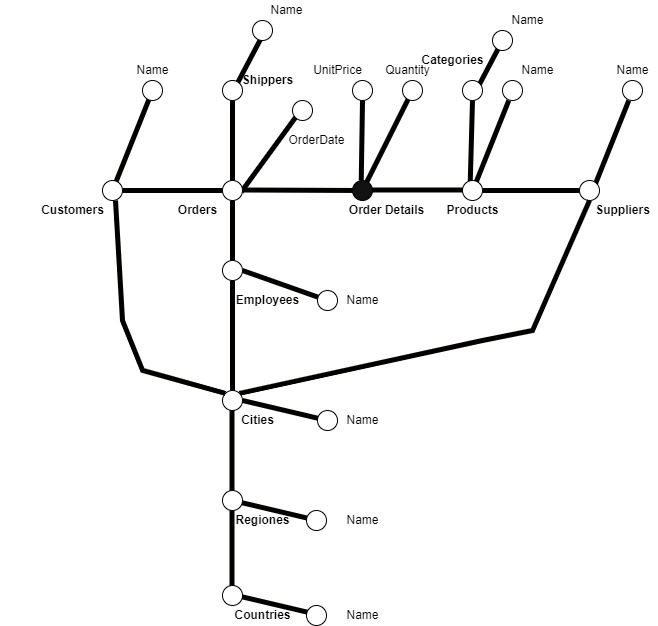 Name
Name
Categories
Name
UnitPrice
Quantity
Name
Name
Shippers
OrderDate
Customers
Orders
Order Details
Products
Suppliers
Employees
Name
Cities
Name
Regiones
Name
Countries
Name